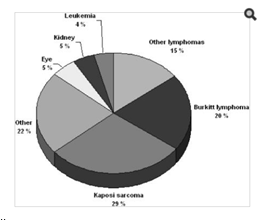 Leukemia
4 %
Kidney
5 %
Eye
5 %
Other lymphomas
15 %
Burkitt lymphoma
20 %
Other
22 %
Kaposi sarcoma
29 %
..